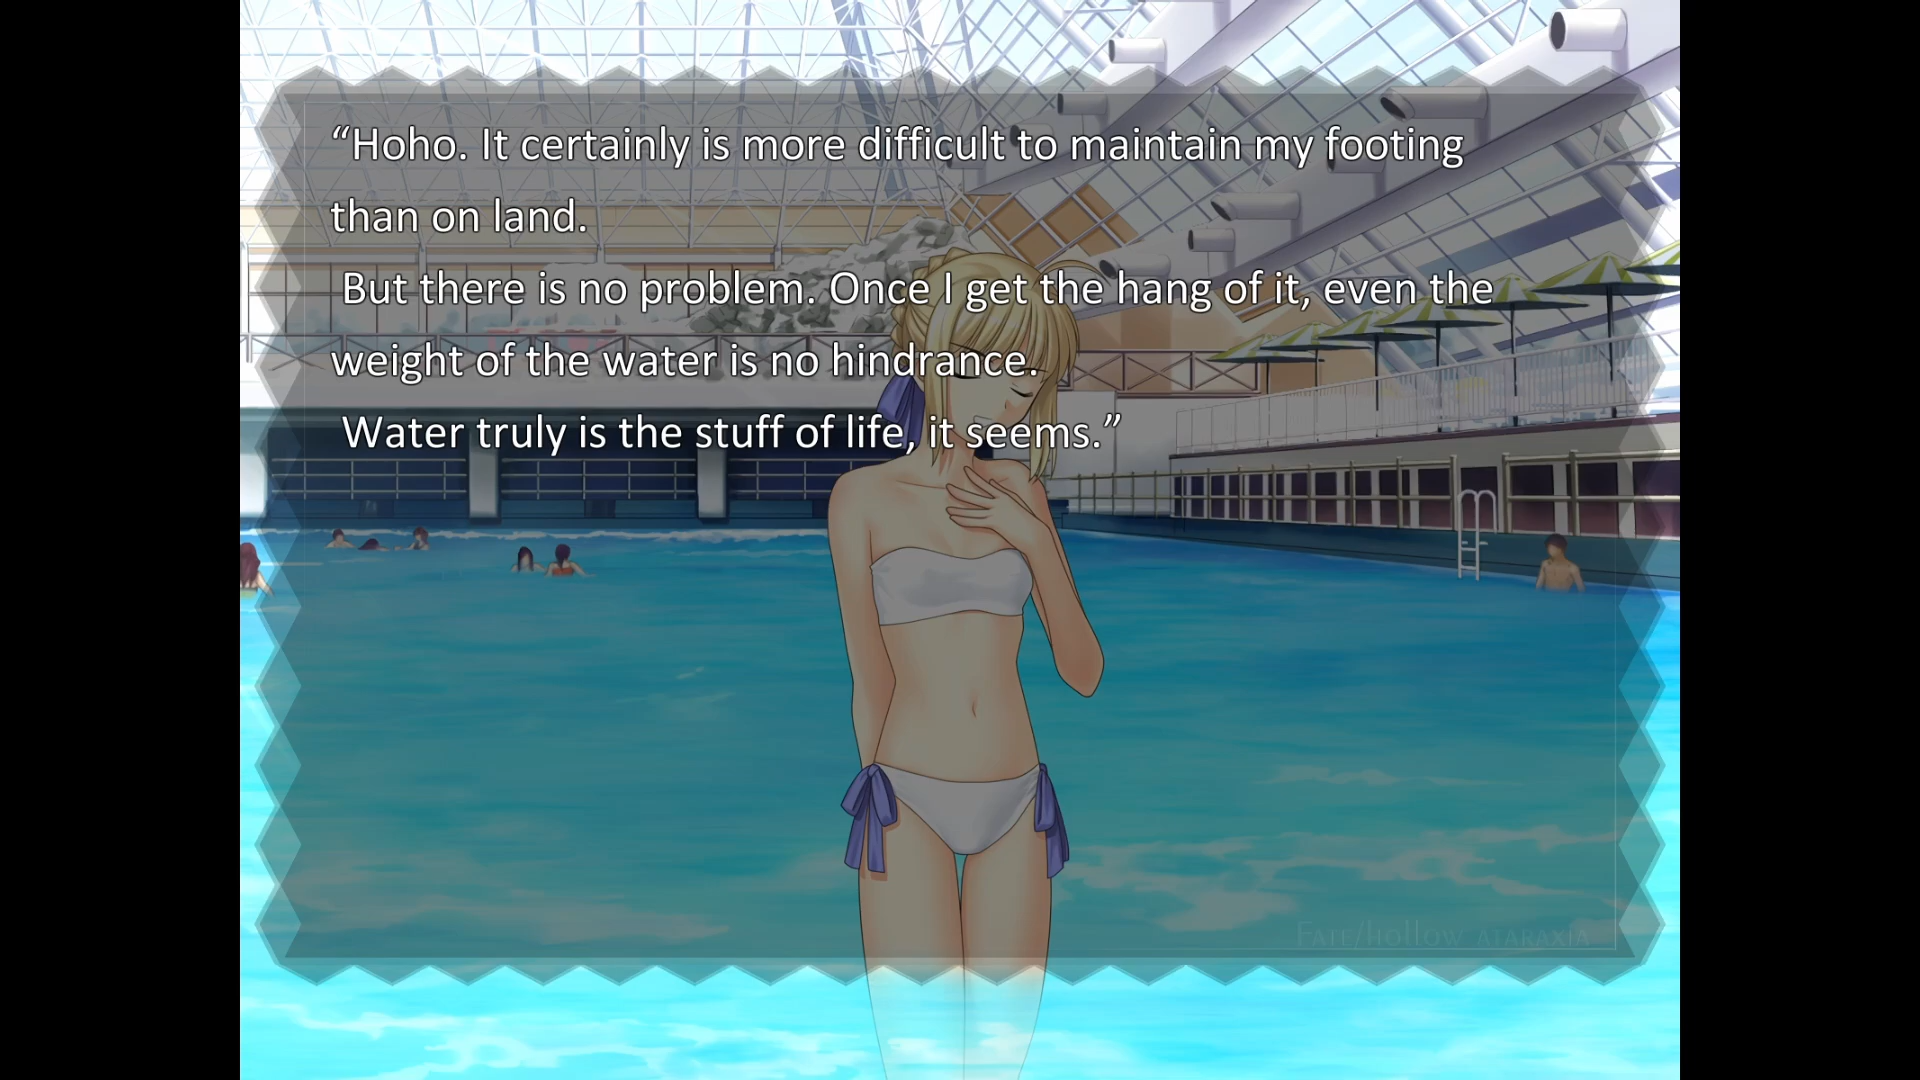 “Hoho. It certainly is more difficult to maintain my footing
than on land.
But there is no problem. Once I get the hang of it, even the
weight of the water is no hindrance.
Water truly is the stuff of life, it seems.”
Fate/hollow ataraxia